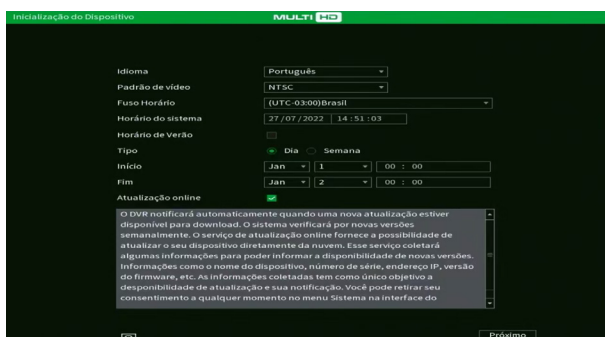 Inicialização do Dispositivo MULTI HD
Idioma Português
Padrão de vídeo NTSC
Fuso Horário (UTC-03:00)Brasil
Horário do sistema 27/07/2022 14:51:03
Horário de Verão
Tipo Dia Semana
Início Jan 1 00 : 00
Fim Jan 2 00 : 00
Atualização online
O DVR notificará automaticamente quando uma nova atualização estiver
disponível para download. O sistema verificará por novas versões
semanalmente. O serviço de atualização online fornece a possibilidade de
atualizar o seu dispositivo diretamente da nuvem. Esse serviço coletará
algumas informações para poder informar a disponibilidade de novas versões.
Informações como o nome do dispositivo, número de série, endereço IP, versão
do firmware, etc. As informações coletadas tem como único objetivo a
desponibilidade de atualização e sua notificação. Você pode retirar seu
consentimento a qualquer momento no menu Sistema na interface do
Próximo